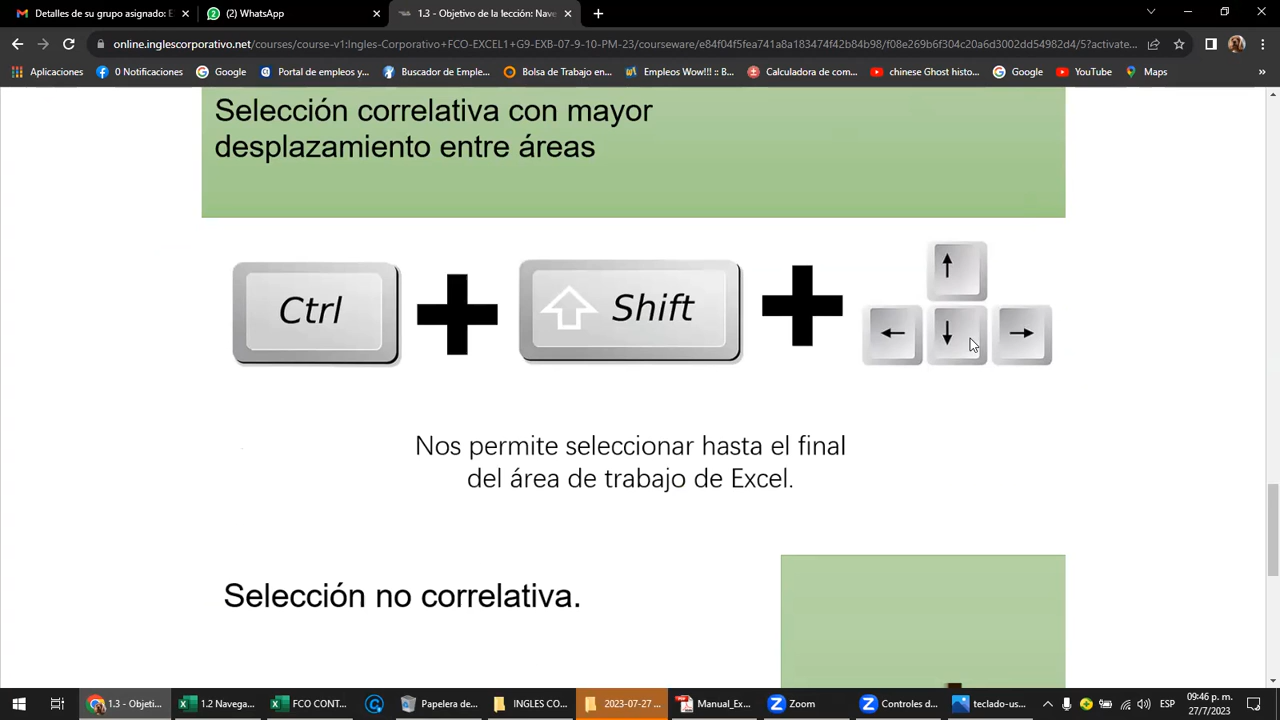 Detalles de su grupo asignado: E
(2) WhatsApp
1.3 - Objetivo de la lección: Nave
online.inglescorporativo.net/courses/course-v1:Ingles-Corporativo+FCO-EXCEL1+G9-EXB-07-9-10-PM-23/courseware/e84f04f5fea741a8a183474f42b84b98/f08e269b6f304c20a6d3002dd54982d4/5?activate...
Aplicaciones
0 Notificaciones
Google
Portal de empleos y...
Buscador de Emple...
Bolsa de Trabajo en...
Empleos Wow!!! :: B...
Calculadora de com...
chinese Ghost histo...
Google
YouTube
Maps
»
Selección correlativa con mayor
desplazamiento entre áreas
Ctrl + Shift +
Nos permite seleccionar hasta el final
del área de trabajo de Excel.
Selección no correlativa.
1.3 - Objeti...
1.2 Navega...
FCO CONT...
Papelera de...
INGLES CO...
2023-07-27 ...
Manual_Ex...
Zoom
Controles d...
teclado-us...
ESP
09:46 p. m.
27/7/2023